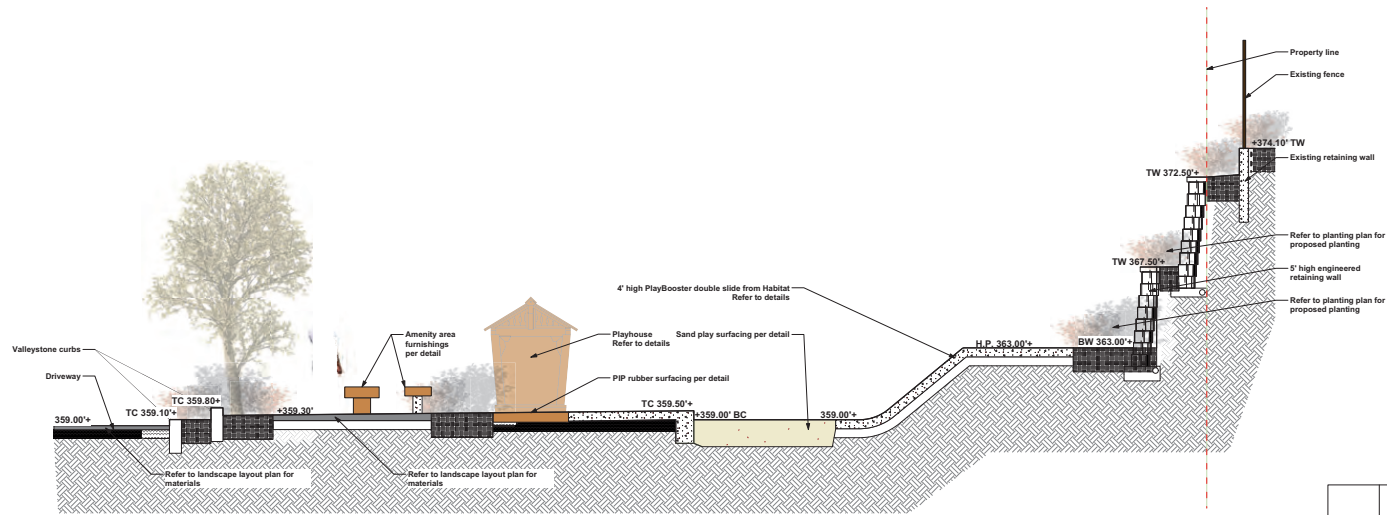 Property line
Existing fence
+374.10' TW
Existing retaining wall
TW 372.50'+
Refer to planting plan for
proposed planting
TW 367.50'+
5' high engineered
retaining wall
4' high PlayBooster double slide from Habitat
Refer to details
Refer to planting plan for
proposed planting
Amenity area
furnishings
per detail
Playhouse
Refer to details
Sand play surfacing per detail
H.P. 363.00'+
BW 363.00'+
Valleystone curbs
Driveway
PIP rubber surfacing per detail
TC 359.80+
TC 359.50'+
TC 359.10'+
+359.30'
+359.00' BC
359.00'+
359.00'+
Refer to landscape layout plan for
materials
Refer to landscape layout plan for
materials